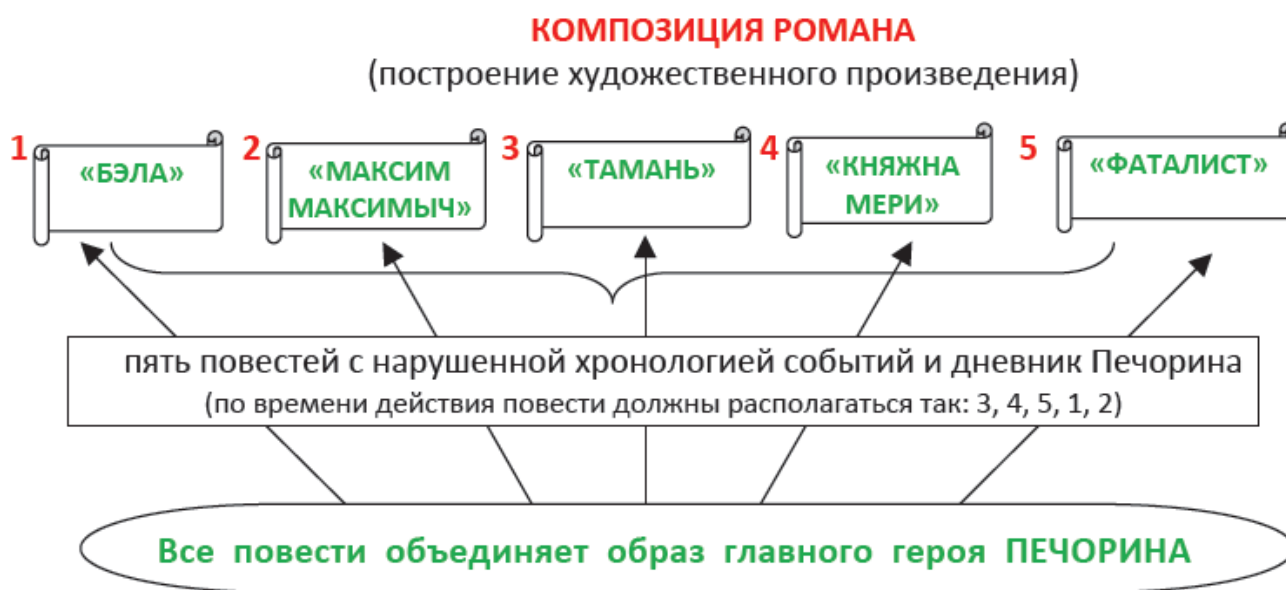 КОМПОЗИЦИЯ РОМАНА
(построение художественного произведения)
1 «БЭЛА»
2 «МАКСИМ
МАКСИМЫЧ»
3 «ТАМАНЬ»
4 «КНЯЖНА
МЕРИ»
5 «ФАТАЛИСТ»
пять повестей с нарушенной хронологией событий и дневник Печорина
(по времени действия повести должны располагаться так: 3, 4, 5, 1, 2)
Все повести объединяет образ главного героя ПЕЧОРИНА